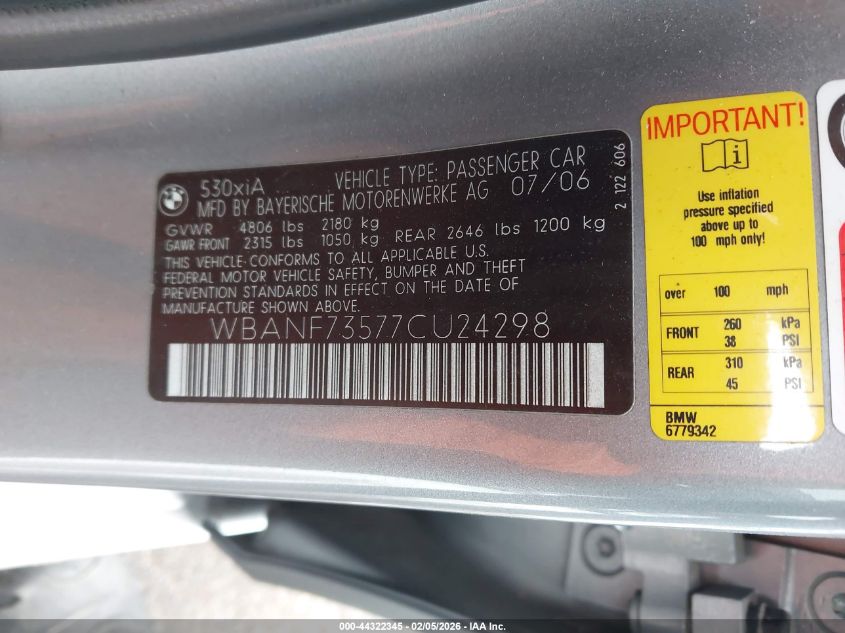 BMW
530xiA
VEHICLE TYPE: PASSENGER CAR
MFD BY BAYERISCHE MOTORENWERKE AG 07/06
GVWR 4806 lbs 2180 kg
GAWR FRONT 2315 lbs 1050 kg REAR 2646 lbs 1200 kg
THIS VEHICLE CONFORMS TO ALL APPLICABLE U.S.
FEDERAL MOTOR VEHICLE SAFETY, BUMPER AND THEFT
PREVENTION STANDARDS IN EFFECT ON THE DATE OF
MANUFACTURE SHOWN ABOVE.
WBANF73577CU24298
2 122 606
IMPORTANT!
i
Use inflation
pressure specified
above up to
100 mph only!
over 100 mph
FRONT 260 kPa
38 PSI
REAR 310 kPa
45 PSI
BMW
6779342
000-44322345 - 02/05/2026 - IAA Inc.